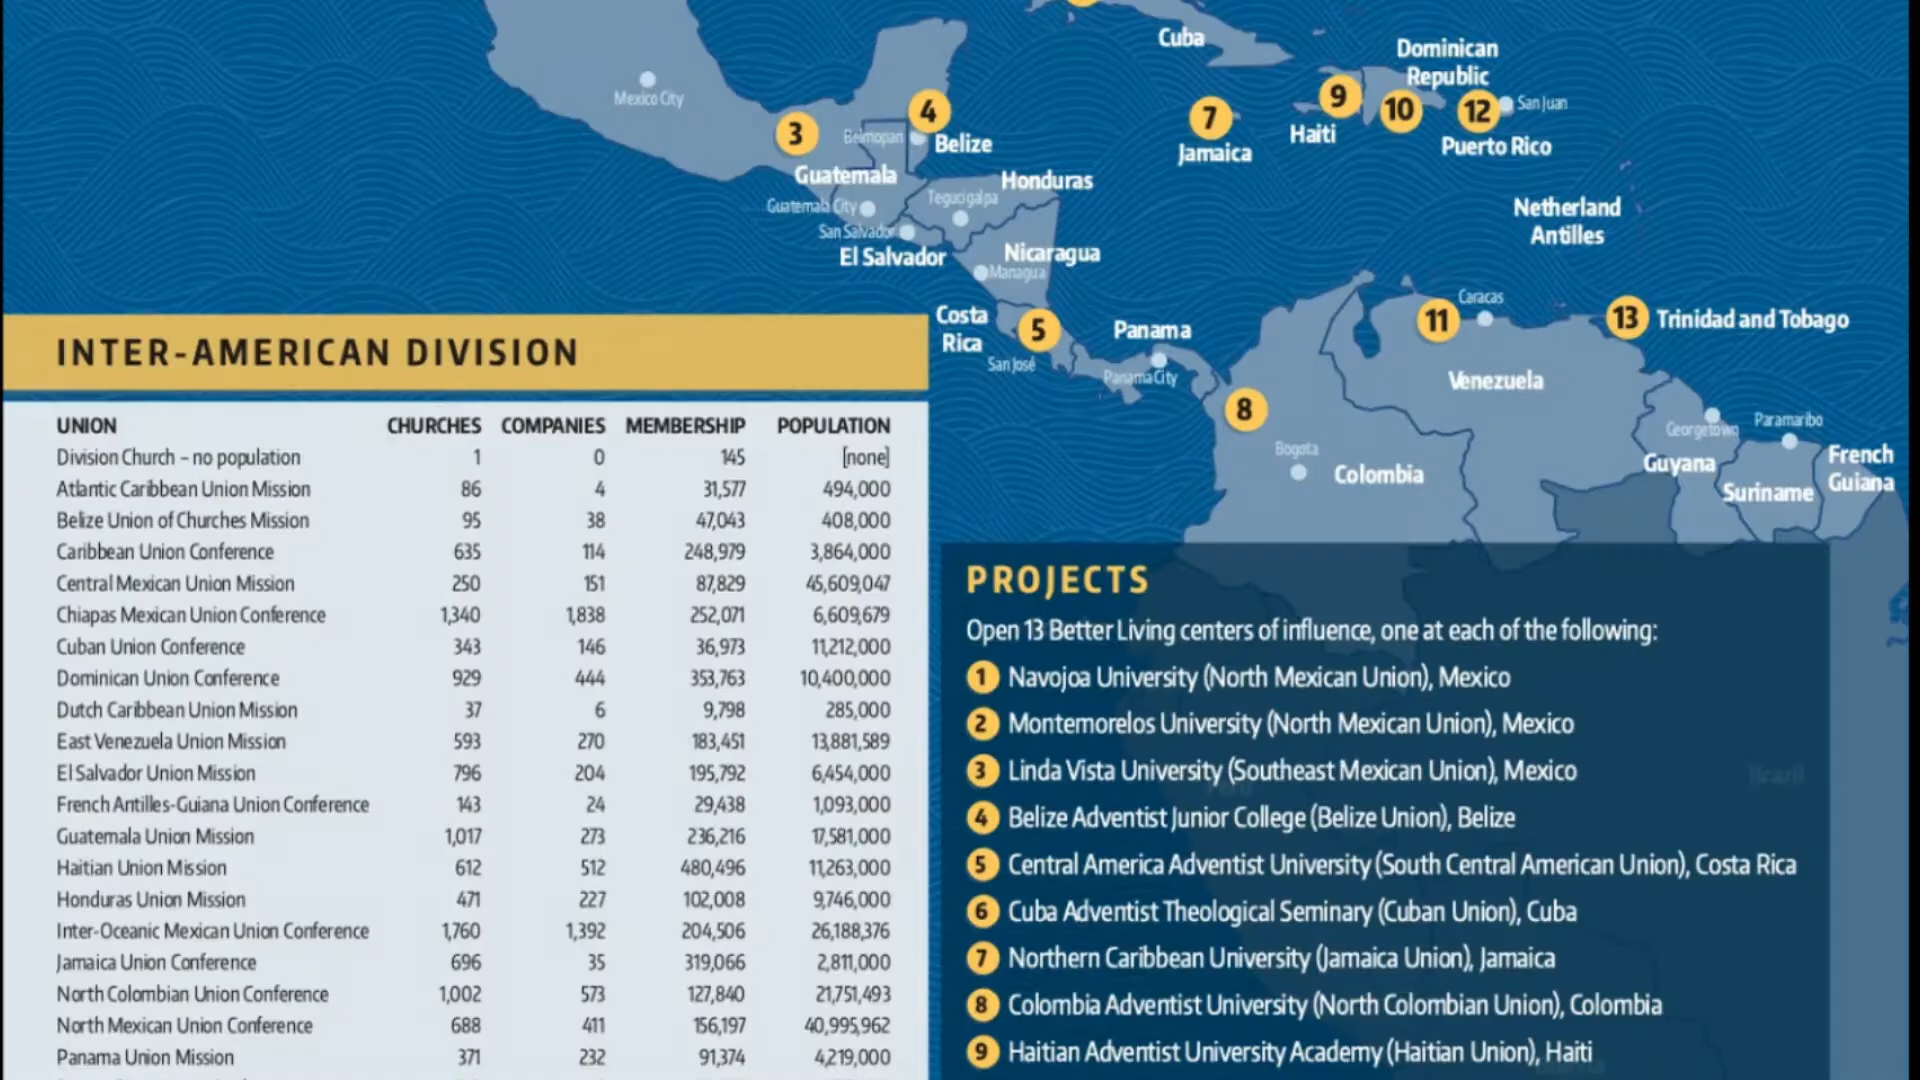 Cuba
Dominican
Republic
Mexico City
4
9
10
12
San Juan
3
7
Belmopan
Belize
Haiti
Jamaica
Puerto Rico
Guatemala
Honduras
Tegucigalpa
Guatemala City
Netherland
Antilles
San Salvador
El Salvador
Nicaragua
Managua
Costa
Rica
5
Panama
Caracas
11
13
Trinidad and Tobago
San José
Panama City
Venezuela
8
Georgetown
Paramaribo
Bogota
Colombia
Guyana
Suriname
French
Guiana
INTER-AMERICAN DIVISION
UNION CHURCHES COMPANIES MEMBERSHIP POPULATION
Division Church – no population 1 0 145 [none]
Atlantic Caribbean Union Mission 86 4 31,577 494,000
Belize Union of Churches Mission 95 38 47,043 408,000
Caribbean Union Conference 635 114 248,979 3,864,000
Central Mexican Union Mission 250 151 87,829 45,609,047
Chiapas Mexican Union Conference 1,340 1,838 252,071 6,609,679
Cuban Union Conference 343 146 36,973 11,212,000
Dominican Union Conference 929 444 353,763 10,400,000
Dutch Caribbean Union Mission 37 6 9,798 285,000
East Venezuela Union Mission 593 270 183,451 13,881,589
El Salvador Union Mission 796 204 195,792 6,454,000
French Antilles-Guiana Union Conference 143 24 29,438 1,093,000
Guatemala Union Mission 1,017 273 236,216 17,581,000
Haitian Union Mission 612 512 480,496 11,263,000
Honduras Union Mission 471 227 102,008 9,746,000
Inter-Oceanic Mexican Union Conference 1,760 1,392 204,506 26,188,376
Jamaica Union Conference 696 35 319,066 2,811,000
North Colombian Union Conference 1,002 573 127,840 21,751,493
North Mexican Union Conference 688 411 156,197 40,995,962
Panama Union Mission 371 232 91,374 4,219,000
PROJECTS
Open 13 Better Living centers of influence, one at each of the following:
1 Navojoa University (North Mexican Union), Mexico
2 Montemorelos University (North Mexican Union), Mexico
3 Linda Vista University (Southeast Mexican Union), Mexico
4 Belize Adventist Junior College (Belize Union), Belize
5 Central America Adventist University (South Central American Union), Costa Rica
6 Cuba Adventist Theological Seminary (Cuban Union), Cuba
7 Northern Caribbean University (Jamaica Union), Jamaica
8 Colombia Adventist University (North Colombian Union), Colombia
9 Haitian Adventist University Academy (Haitian Union), Haiti
Peru
Brazil